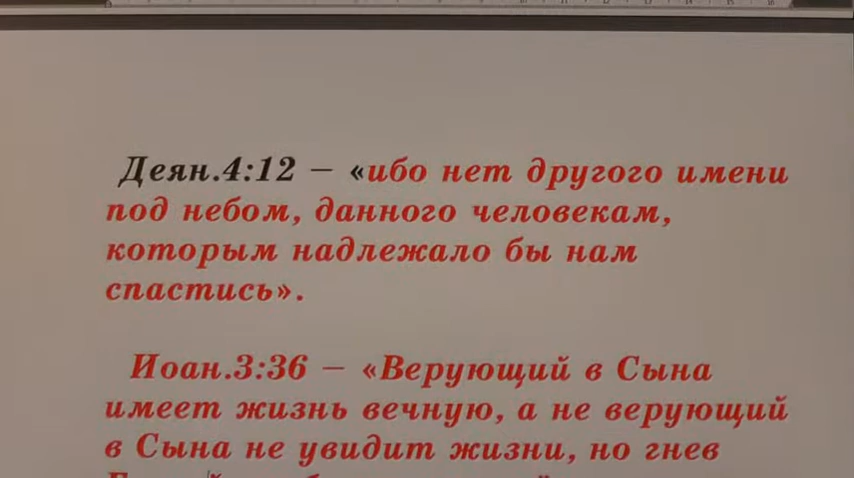 Деян.4:12 – «ибо нет другого имени
под небом, данного человекам,
которым надлежало бы нам
спастись».
Иоан.3:36 – «Верующий в Сына
имеет жизнь вечную, а не верующий
в Сына не увидит жизни, но гнев